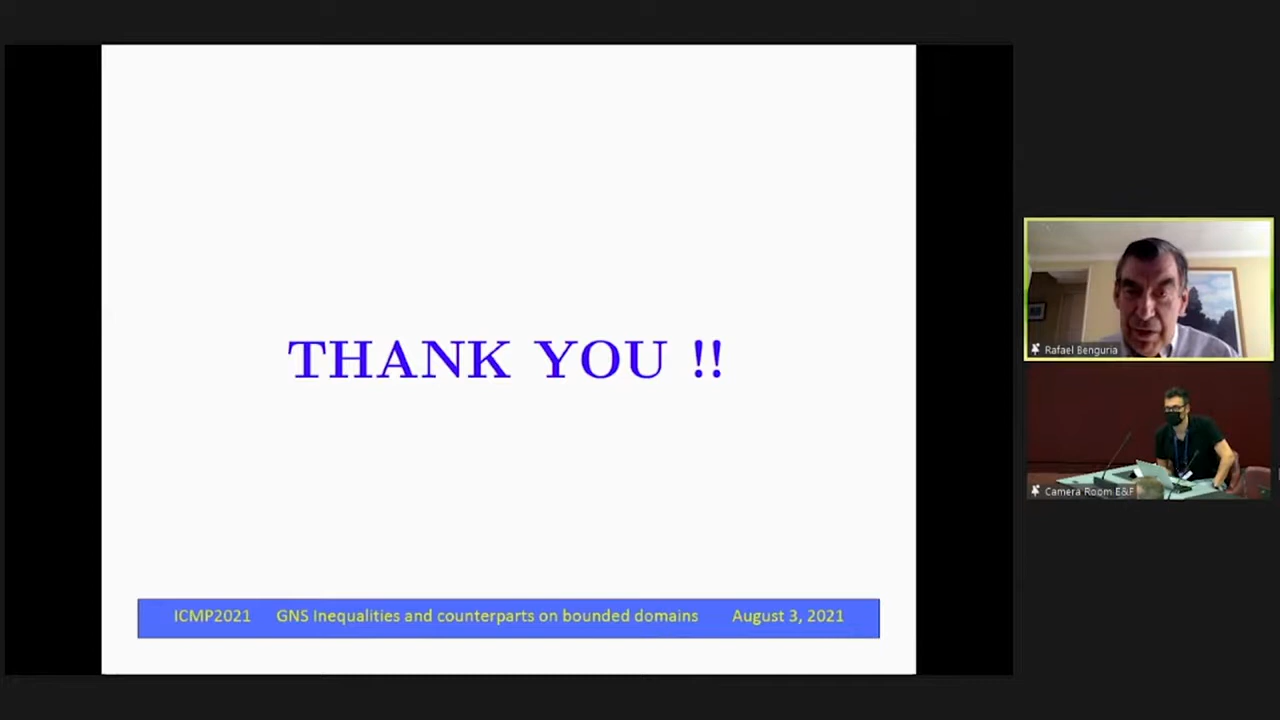 THANK YOU !!
ICMP2021 GNS Inequalities and counterparts on bounded domains August 3, 2021
Rafael Benguria
Camera Room E&F